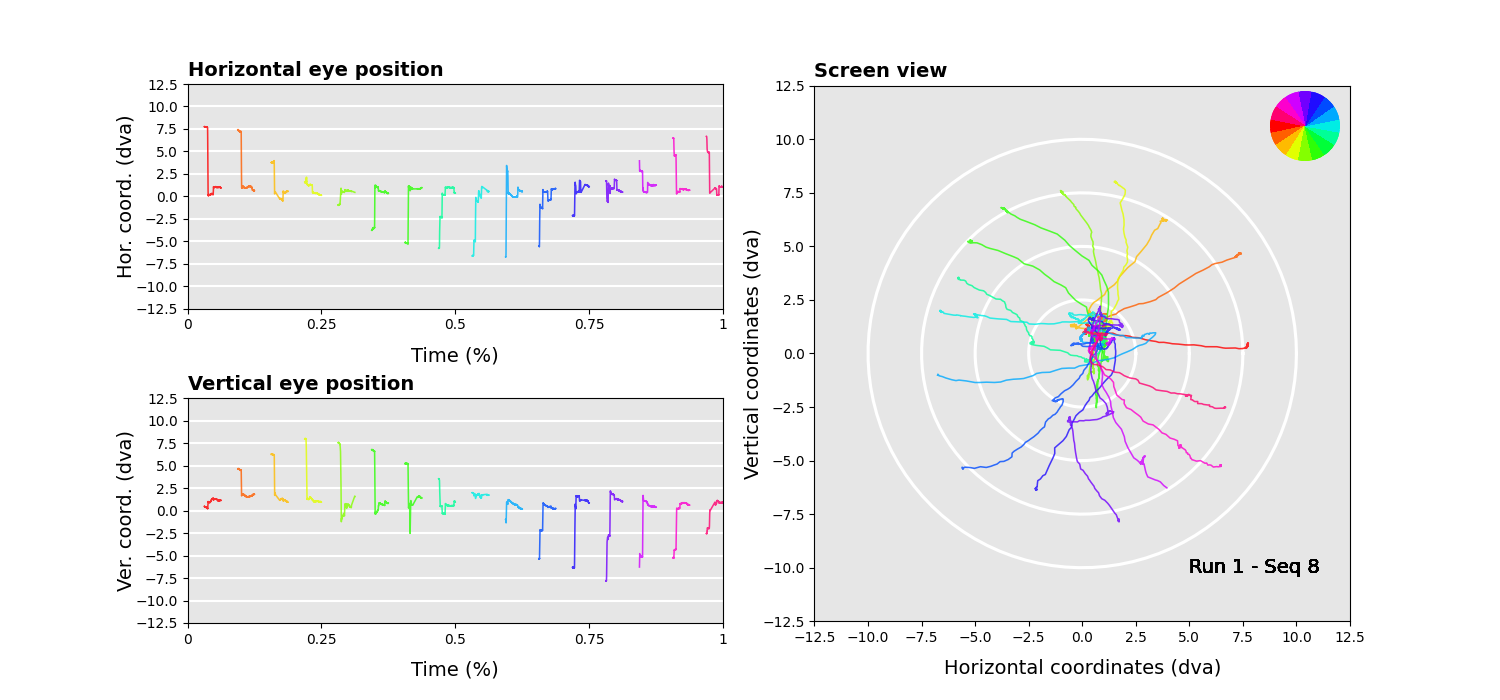 Horizontal eye position
Hor. coord. (dva)
12.5
10.0
7.5
5.0
2.5
0.0
−2.5
−5.0
−7.5
−10.0
−12.5
0 0.25 0.5 0.75 1
Time (%)
Vertical eye position
Ver. coord. (dva)
12.5
10.0
7.5
5.0
2.5
0.0
−2.5
−5.0
−7.5
−10.0
−12.5
0 0.25 0.5 0.75 1
Time (%)
Screen view
Vertical coordinates (dva)
12.5
10.0
7.5
5.0
2.5
0.0
−2.5
−5.0
−7.5
−10.0
−12.5
Run 1 - Seq 8
−12.5 −10.0 −7.5 −5.0 −2.5 0.0 2.5 5.0 7.5 10.0 12.5
Horizontal coordinates (dva)